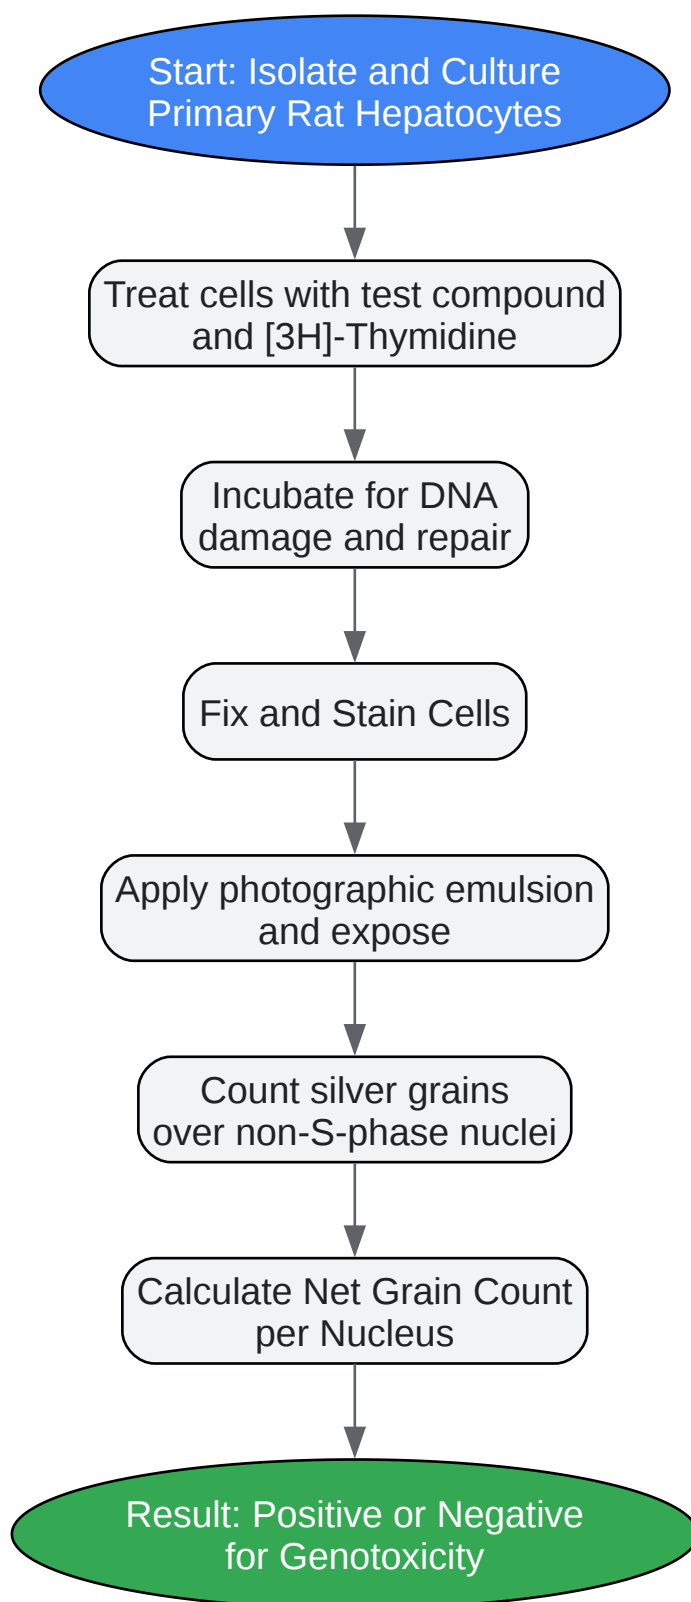 Start: Isolate and Culture
Primary Rat Hepatocytes
Treat cells with test compound
and [3H]-Thymidine
Incubate for DNA
damage and repair
Fix and Stain Cells
Apply photographic emulsion
and expose
Count silver grains
over non-S-phase nuclei
Calculate Net Grain Count
per Nucleus
Result: Positive or Negative
for Genotoxicity